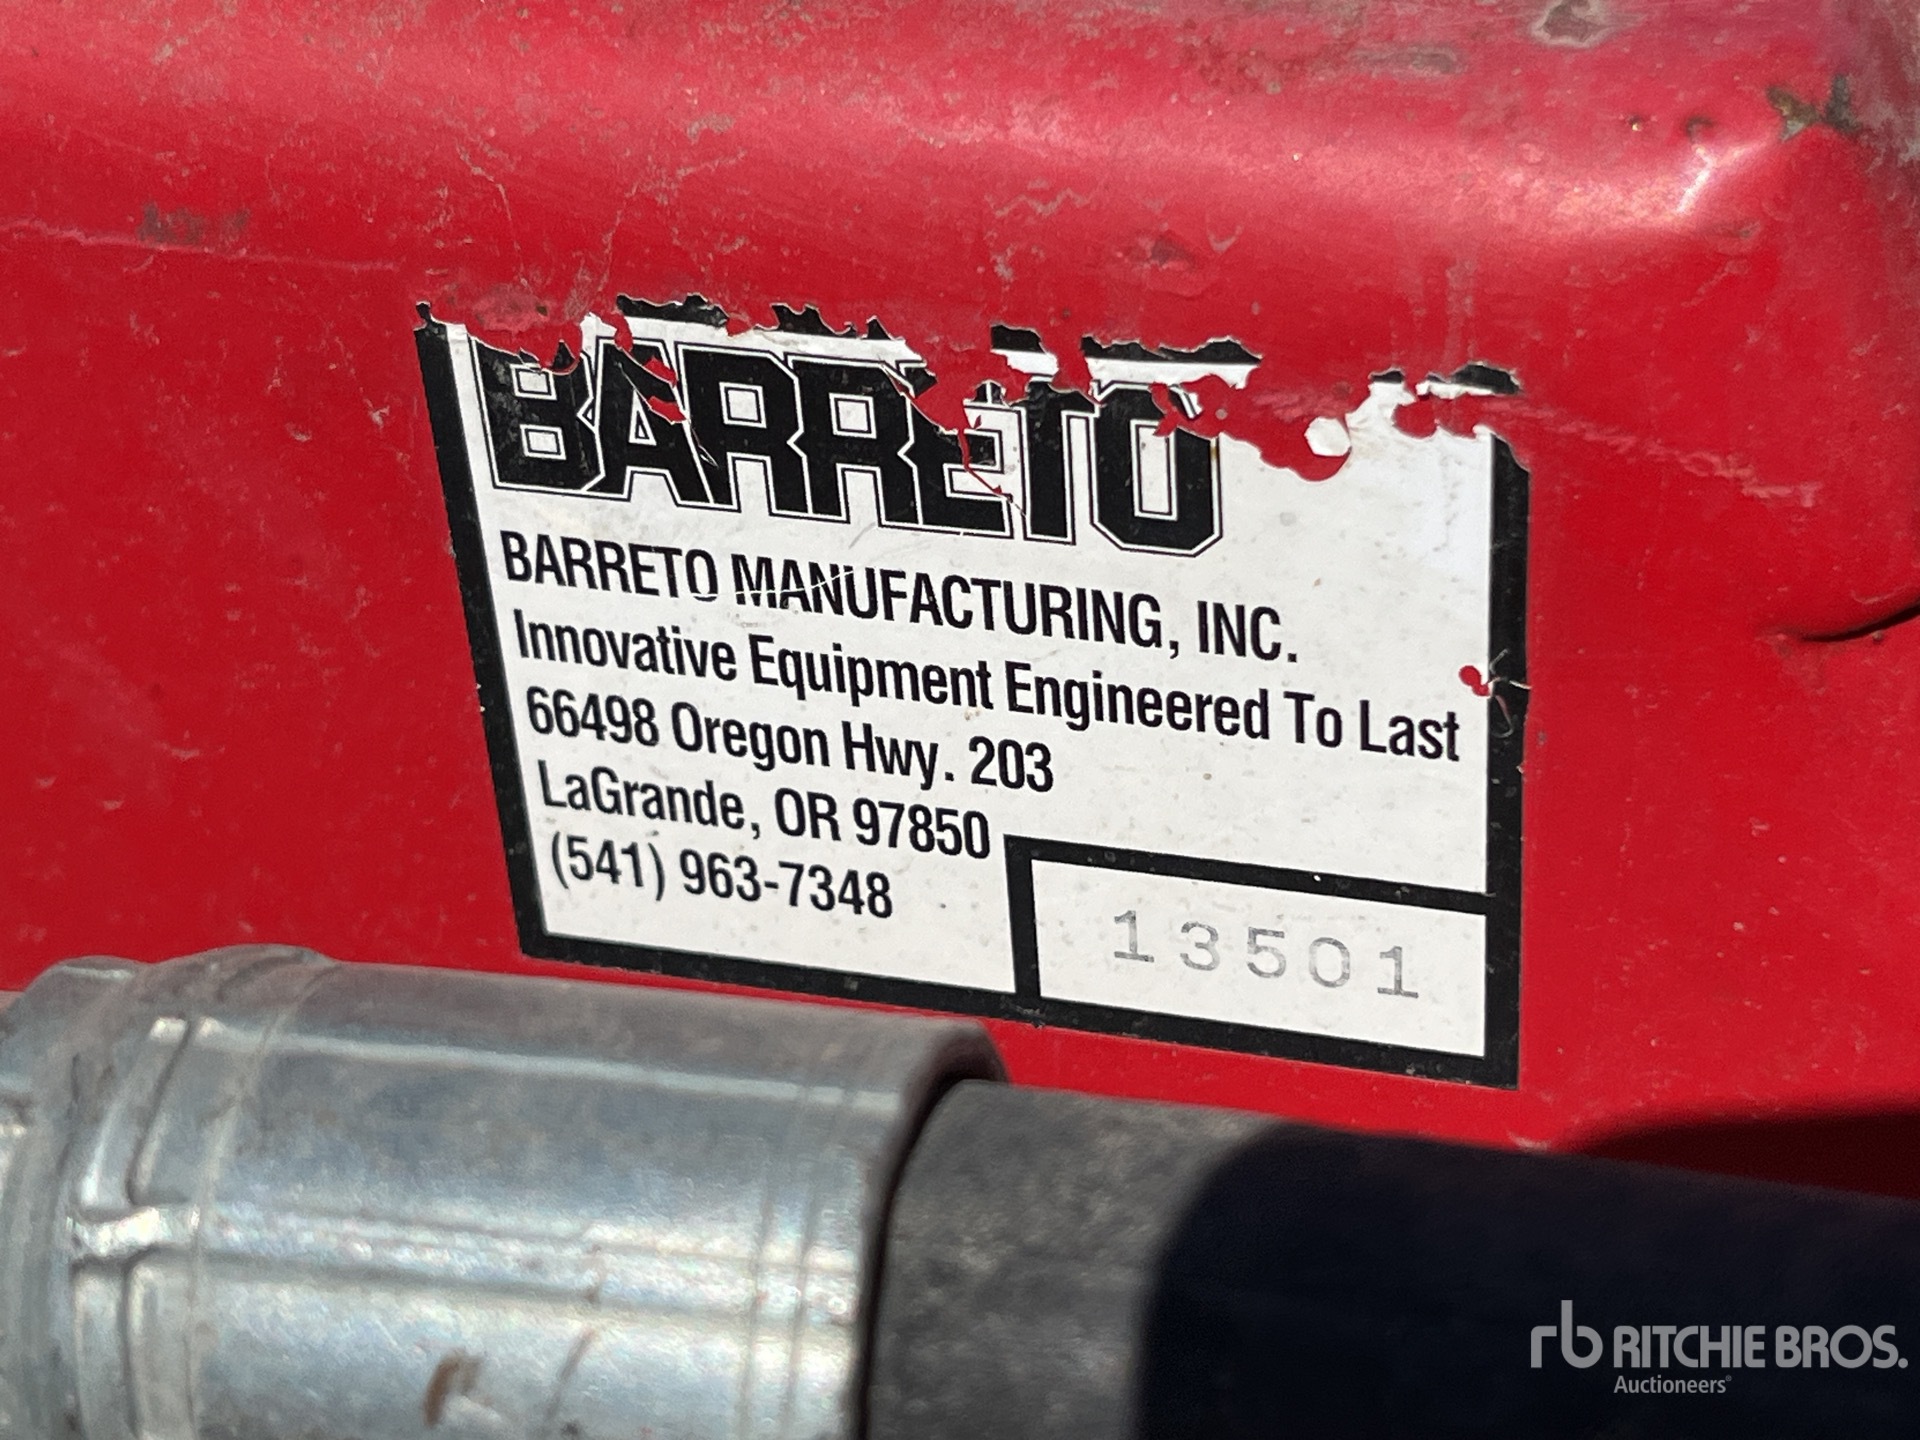 BARRETO
BARRETO MANUFACTURING, INC.
Innovative Equipment Engineered To Last
66498 Oregon Hwy. 203
LaGrande, OR 97850
(541) 963-7348
13501
rb RITCHIE BROS.
Auctioneers®